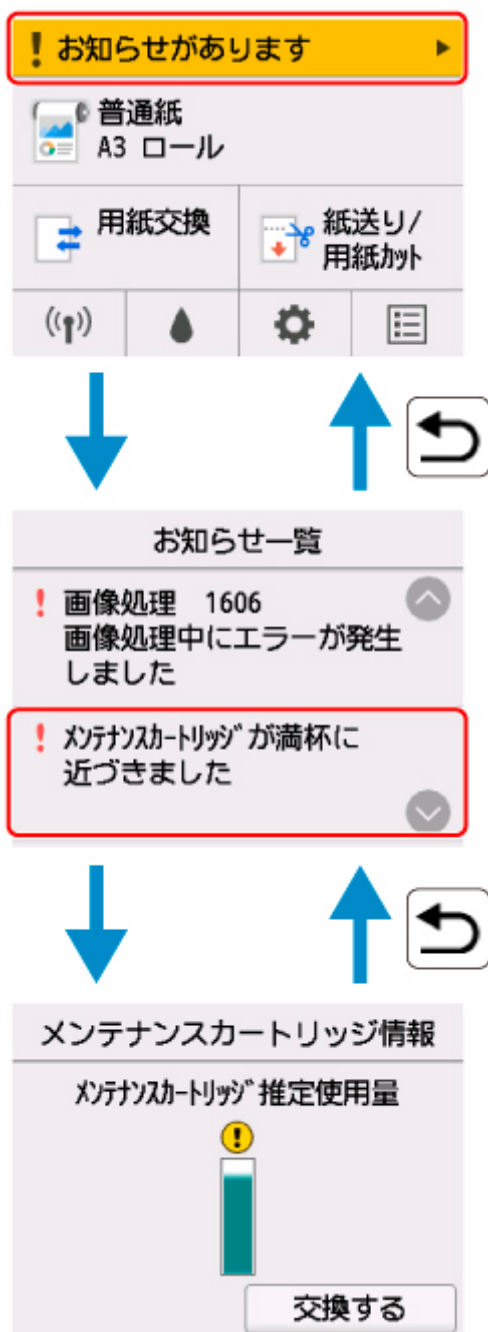 ! お知らせがあります
普通紙
A3 ロール
用紙交換
紙送り/
用紙ｶｯﾄ
お知らせ一覧
! 画像処理 1606
画像処理中にエラーが発生
しました
! ﾒﾝﾃﾅﾝｽｶｰﾄﾘｯｼﾞが満杯に
近づきました
メンテナンスカートリッジ情報
ﾒﾝﾃﾅﾝｽｶｰﾄﾘｯｼﾞ推定使用量
!
交換する